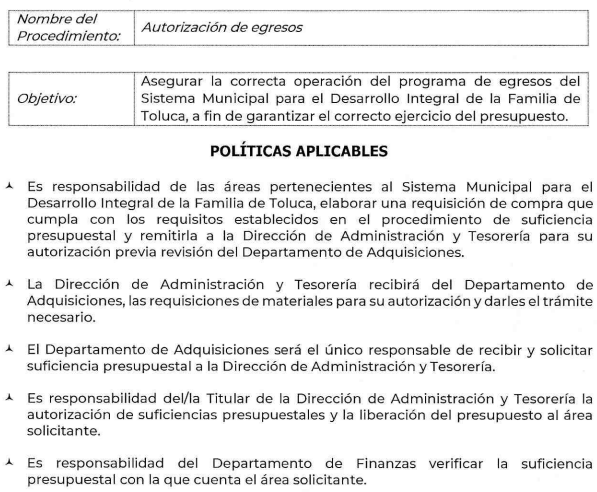 Nombre del
Procedimiento:
Autorización de egresos
Objetivo:
Asegurar la correcta operación del programa de egresos del
Sistema Municipal para el Desarrollo Integral de la Familia de
Toluca, a fin de garantizar el correcto ejercicio del presupuesto.
POLÍTICAS APLICABLES
Es responsabilidad de las áreas pertenecientes al Sistema Municipal para el
Desarrollo Integral de la Familia de Toluca, elaborar una requisición de compra que
cumpla con los requisitos establecidos en el procedimiento de suficiencia
presupuestal y remitirla a la Dirección de Administración y Tesorería para su
autorización previa revisión del Departamento de Adquisiciones.
La Dirección de Administración y Tesorería recibirá del Departamento de
Adquisiciones, las requisiciones de materiales para su autorización y darles el trámite
necesario.
El Departamento de Adquisiciones será el único responsable de recibir y solicitar
suficiencia presupuestal a la Dirección de Administración y Tesorería.
Es responsabilidad del/la Titular de la Dirección de Administración y Tesorería la
autorización de suficiencias presupuestales y la liberación del presupuesto al área
solicitante.
Es responsabilidad del Departamento de Finanzas verificar la suficiencia
presupuestal con la que cuenta el área solicitante.